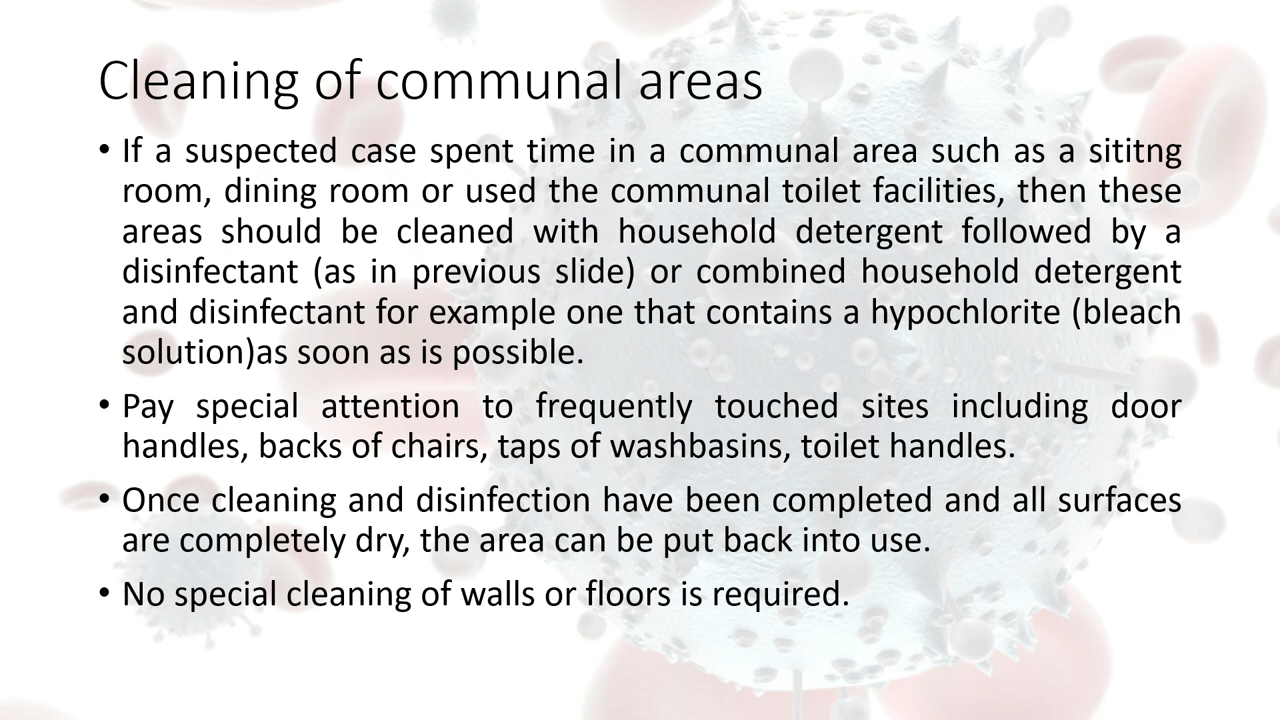 Cleaning of communal areas
• If a suspected case spent time in a communal area such as a sititng
room, dining room or used the communal toilet facilities, then these
areas should be cleaned with household detergent followed by a
disinfectant (as in previous slide) or combined household detergent
and disinfectant for example one that contains a hypochlorite (bleach
solution)as soon as is possible.
• Pay special attention to frequently touched sites including door
handles, backs of chairs, taps of washbasins, toilet handles.
• Once cleaning and disinfection have been completed and all surfaces
are completely dry, the area can be put back into use.
• No special cleaning of walls or floors is required.